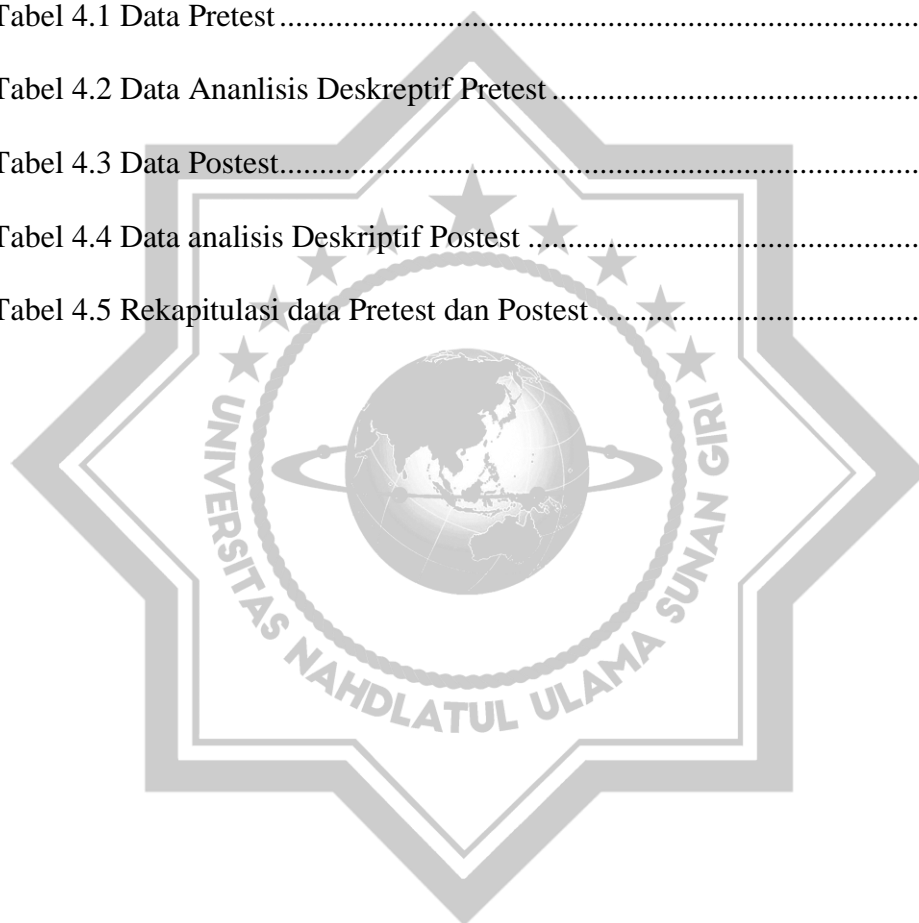 Tabel 4.1 Data Pretest ................................................................................
Tabel 4.2 Data Ananlisis Deskreptif Pretest ..............................................
Tabel 4.3 Data Postest................................................................................
Tabel 4.4 Data analisis Deskriptif Postest .................................................
Tabel 4.5 Rekapitulasi data Pretest dan Postest.........................................
UNIVERSITAS NAHDLATUL ULAMA SUNAN GIRI